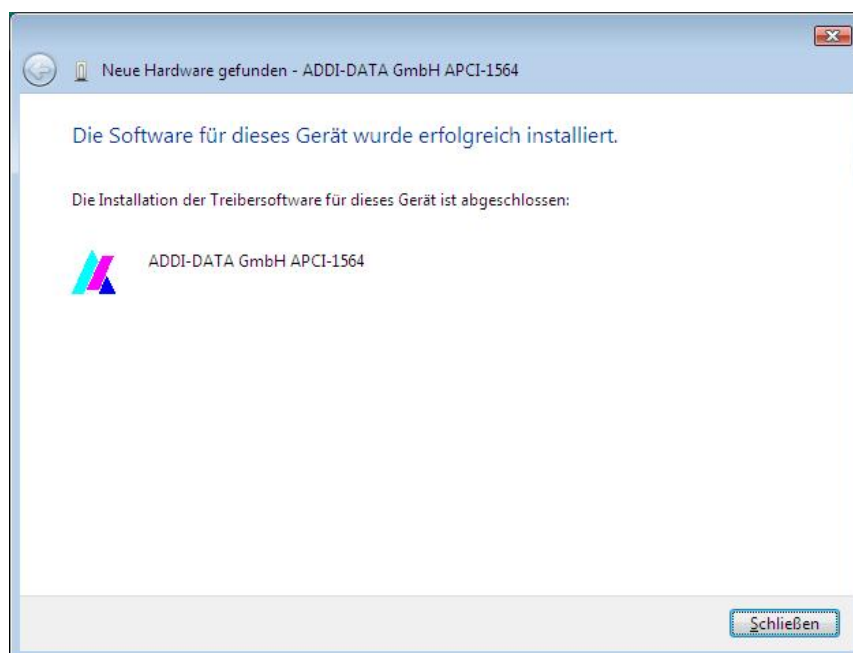 Neue Hardware gefunden - ADDI-DATA GmbH APCI-1564
Die Software für dieses Gerät wurde erfolgreich installiert.
Die Installation der Treibersoftware für dieses Gerät ist abgeschlossen:
ADDI-DATA GmbH APCI-1564
Schließen